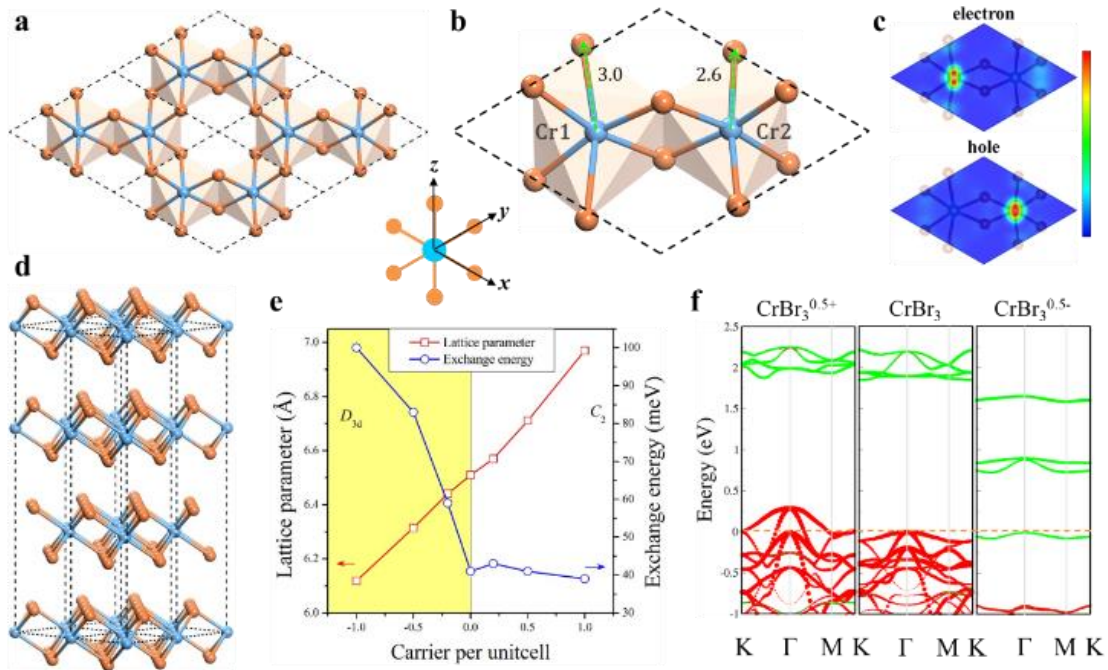 a
b
c
electron
3.0
2.6
Cr1
Cr2
hole
z
y
x
d
e
f
Lattice parameter
Exchange energy
D3d
C2
7.0
6.8
6.6
6.4
6.2
6.0
Lattice parameter (Å)
100
90
80
70
60
50
40
30
Exchange energy (meV)
-1.0 -0.5 0.0 0.5 1.0
Carrier per unitcell
CrBr3^0.5+ CrBr3 CrBr3^0.5-
2.5
2
1.5
1
0.5
0
-0.5
-1
Energy (eV)
K Γ M K Γ M K Γ M K